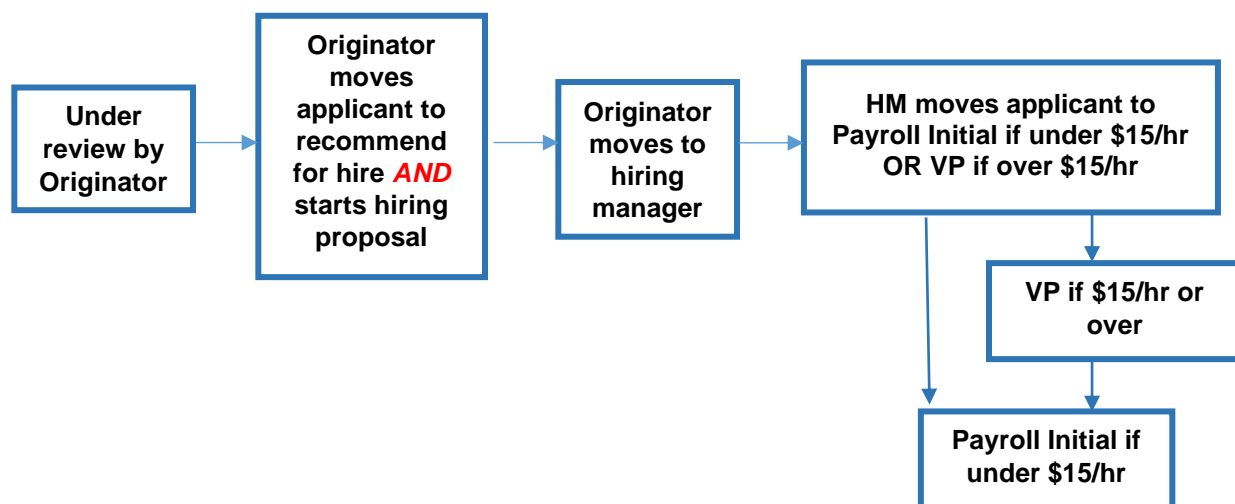 Under
review by
Originator
Originator
moves
applicant to
recommend
for hire AND
starts hiring
proposal
Originator
moves to
hiring
manager
HM moves applicant to
Payroll Initial if under $15/hr
OR VP if over $15/hr
VP if $15/hr or
over
Payroll Initial if
under $15/hr